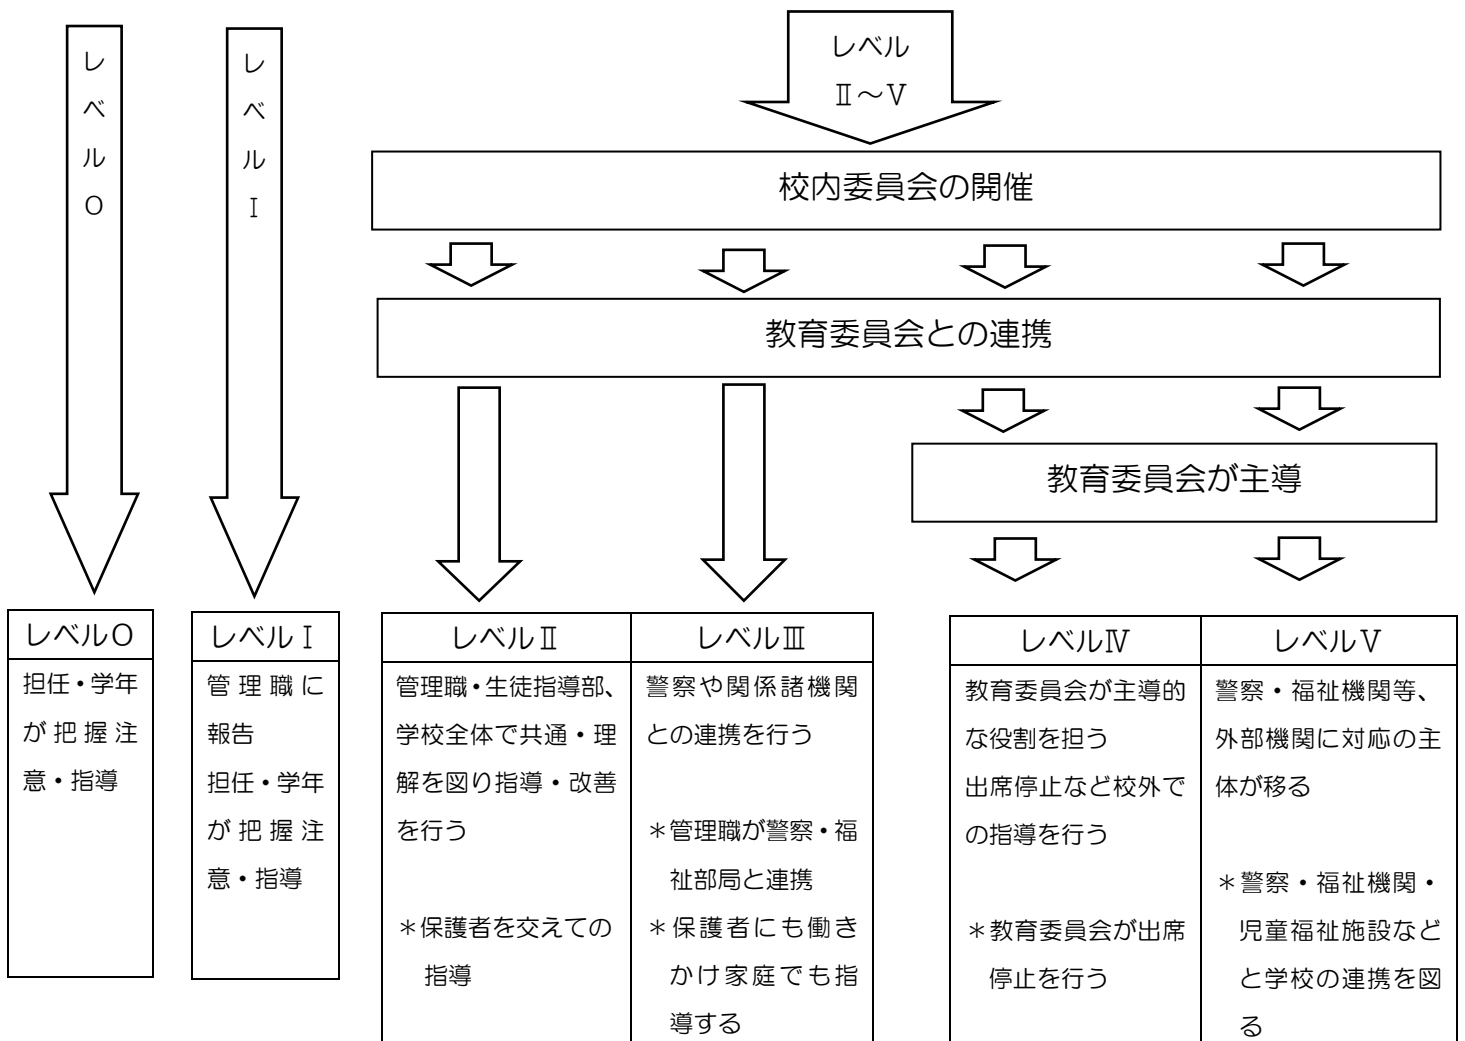 レベル0
レベルⅠ
レベル
Ⅱ~Ⅴ
校内委員会の開催
教育委員会との連携
教育委員会が主導
レベル0
担任・学年
が把握注
意・指導
レベルⅠ
管理職に
報告
担任・学年
が把握注
意・指導
レベルⅡ
管理職・生徒指導部、
学校全体で共通・理
解を図り指導・改善
を行う
＊保護者を交えての
指導
レベルⅢ
警察や関係諸機関
との連携を行う
＊管理職が警察・福
祉部局と連携
＊保護者にも働き
かけ家庭でも指
導する
レベルⅣ
教育委員会が主導的
な役割を担う
出席停止など校外で
の指導を行う
＊教育委員会が出席
停止を行う
レベルⅤ
警察・福祉機関等、
外部機関に対応の主
体が移る
＊警察・福祉機関・
児童福祉施設など
と学校の連携を図
る